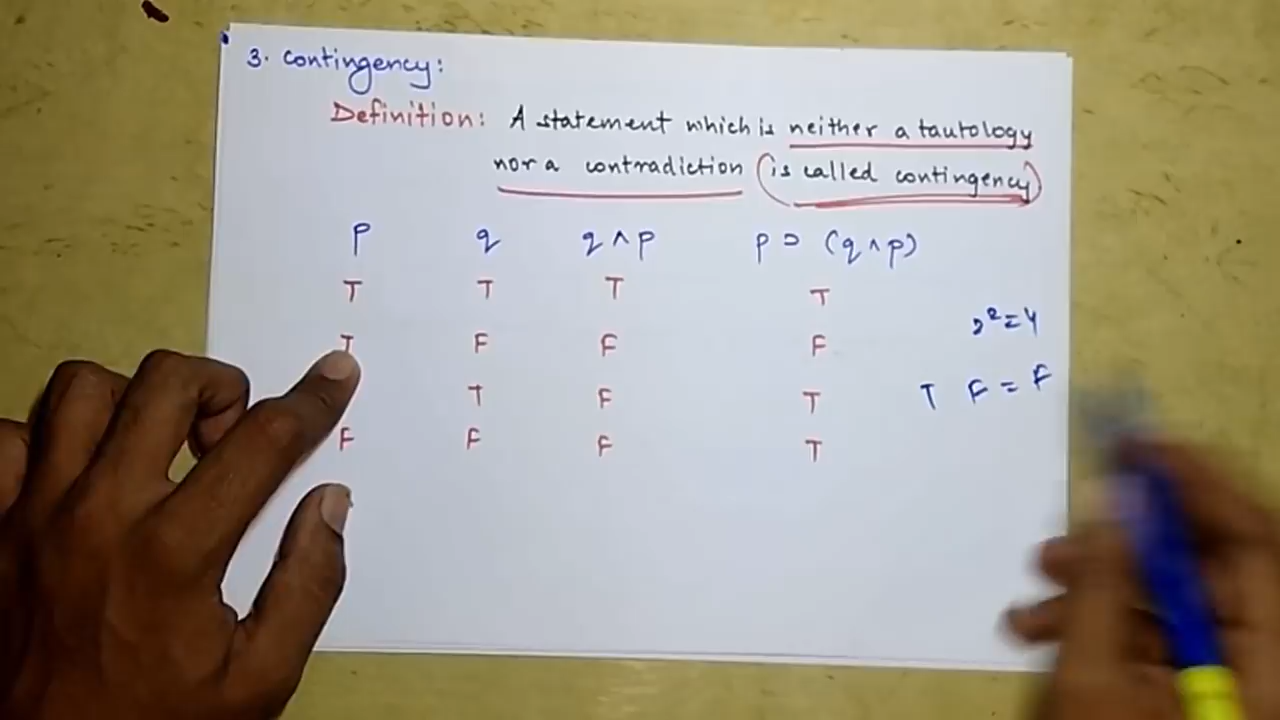 3. Contingency:
Definition: A statement which is neither a tautology
nor a contradiction (is called contingency)
p q q ∧ p p ⊃ (q ∧ p)
T T T T
T F F F
T F T
F F F T
2²=4
T F = F